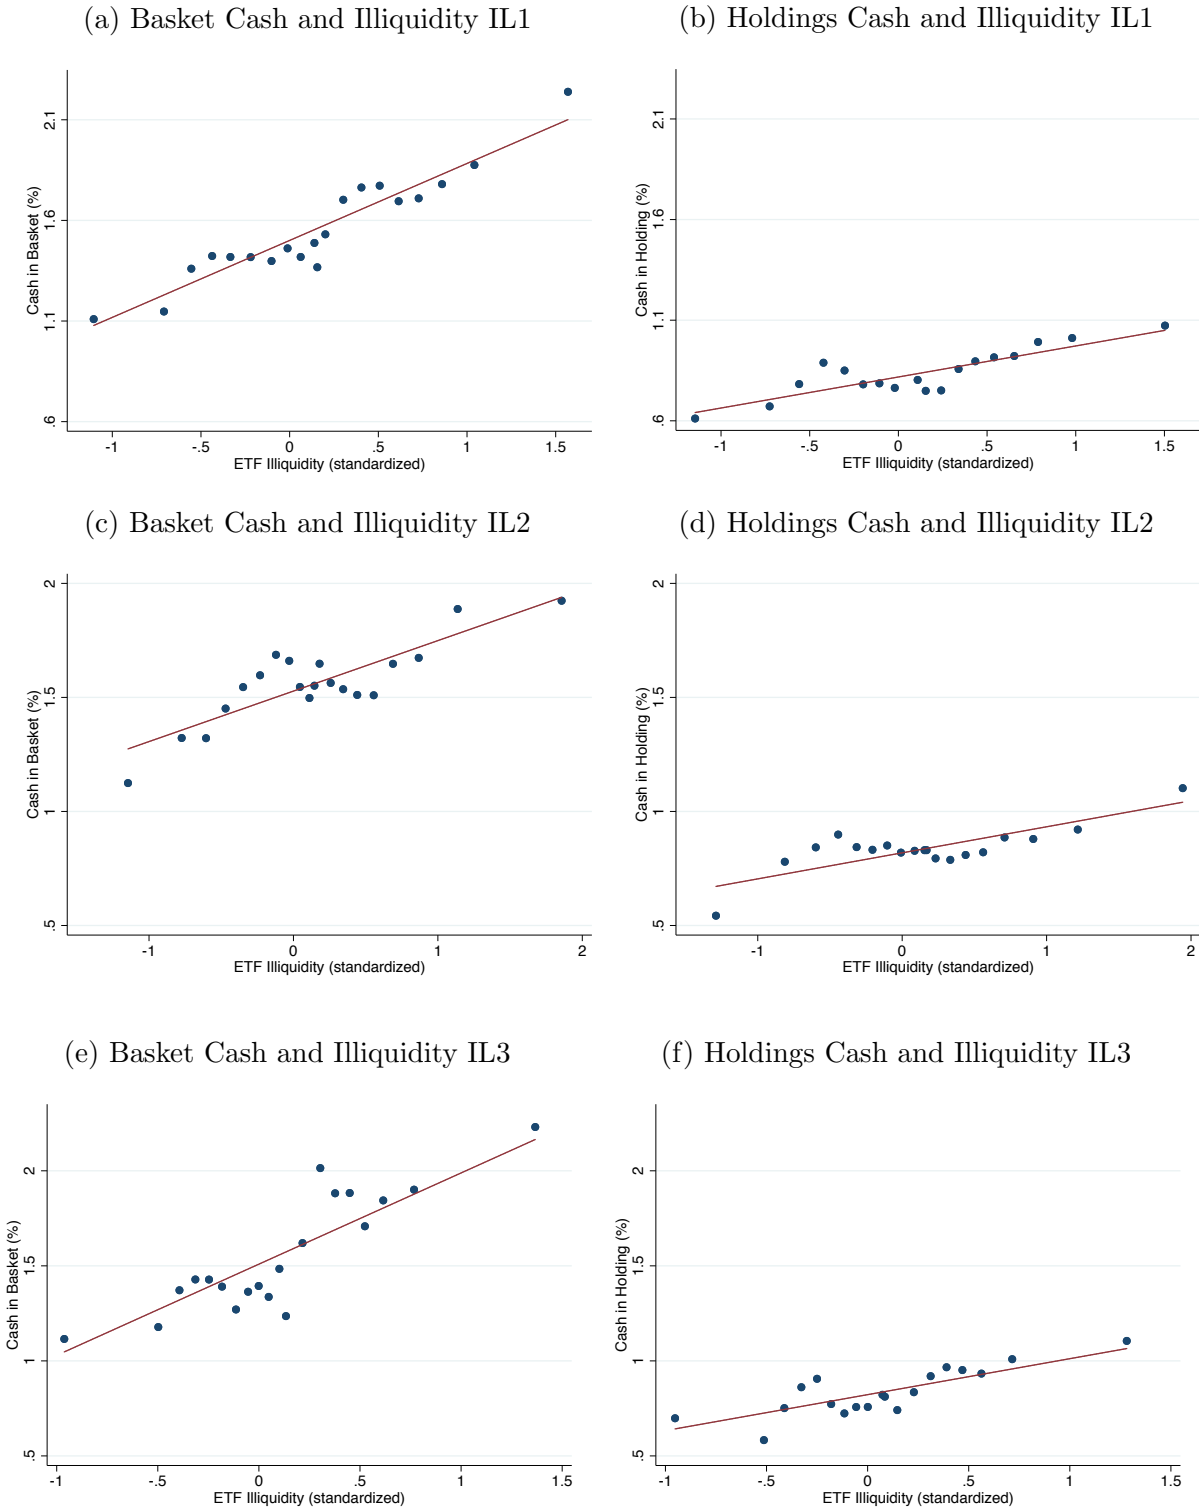 (a) Basket Cash and Illiquidity IL1
Cash in Basket (%)
2.1
1.6
1.1
.6
-1 -.5 0 .5 1 1.5
ETF Illiquidity (standardized)
(b) Holdings Cash and Illiquidity IL1
Cash in Holding (%)
2.1
1.6
1.1
.6
-1 -.5 0 .5 1 1.5
ETF Illiquidity (standardized)
(c) Basket Cash and Illiquidity IL2
Cash in Basket (%)
2
1.5
1
.5
-1 0 1 2
ETF Illiquidity (standardized)
(d) Holdings Cash and Illiquidity IL2
Cash in Holding (%)
2
1.5
1
.5
-1 0 1 2
ETF Illiquidity (standardized)
(e) Basket Cash and Illiquidity IL3
Cash in Basket (%)
2
1.5
1
.5
-1 -.5 0 .5 1 1.5
ETF Illiquidity (standardized)
(f) Holdings Cash and Illiquidity IL3
Cash in Holding (%)
2
1.5
1
.5
-1 -.5 0 .5 1 1.5
ETF Illiquidity (standardized)